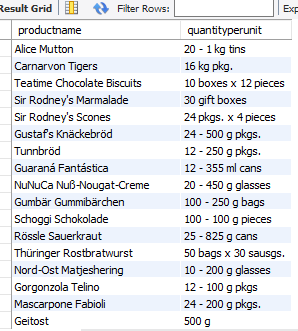 Result Grid Filter Rows: Exp
productname quantityperunit
Alice Mutton 20 - 1 kg tins
Carnarvon Tigers 16 kg pkg.
Teatime Chocolate Biscuits 10 boxes x 12 pieces
Sir Rodney's Marmalade 30 gift boxes
Sir Rodney's Scones 24 pkgs. x 4 pieces
Gustaf's Knäckebröd 24 - 500 g pkgs.
Tunnbröd 12 - 250 g pkgs.
Guaraná Fantástica 12 - 355 ml cans
NuNuCa Nuß-Nougat-Creme 20 - 450 g glasses
Gumbär Gummibärchen 100 - 250 g bags
Schoggi Schokolade 100 - 100 g pieces
Rössle Sauerkraut 25 - 825 g cans
Thüringer Rostbratwurst 50 bags x 30 sausgs.
Nord-Ost Matjeshering 10 - 200 g glasses
Gorgonzola Telino 12 - 100 g pkgs
Mascarpone Fabioli 24 - 200 g pkgs.
Geitost 500 g